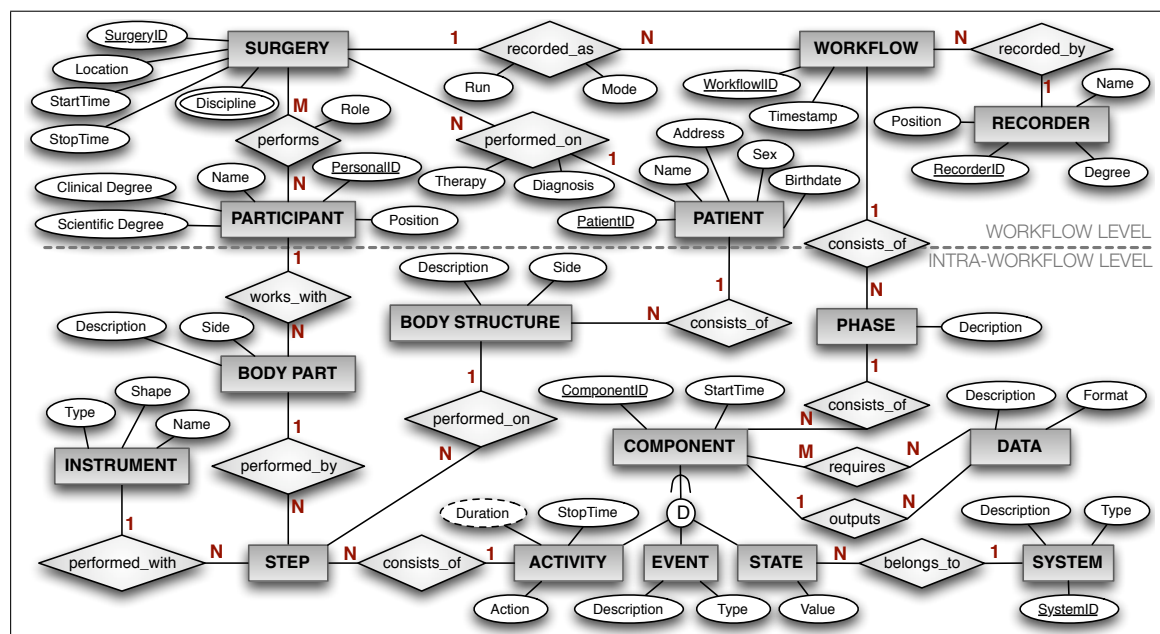 SurgeryID
SURGERY
1
recorded_as
N
WORKFLOW
N
recorded_by
Location
Run
Mode
WorkflowIID
1
Name
StartTime
Discipline
M
Role
N
Timestamp
Position
RECORDER
StopTime
performs
performed_on
Address
Sex
RecorderID
Degree
Clinical Degree
Name
PersonalID
N
Therapy
Diagnosis
1
Name
Birthdate
Scientific Degree
PARTICIPANT
Position
PatientID
PATIENT
1
consists_of
WORKFLOW LEVEL
INTRA-WORKFLOW LEVEL
1
works_with
N
Description
Side
1
N
Description
Side
BODY STRUCTURE
N
consists_of
PHASE
Decription
BODY PART
1
1
Type
Shape
Name
1
performed_on
ComponentID
StartTime
consists_of
N
Description
Format
INSTRUMENT
performed_by
N
COMPONENT
M
requires
N
DATA
1
N
Duration
StopTime
D
1
outputs
N
Description
Type
performed_with
N
STEP
N
consists_of
1
ACTIVITY
EVENT
STATE
N
belongs_to
1
SYSTEM
Action
Description
Type
Value
SystemID